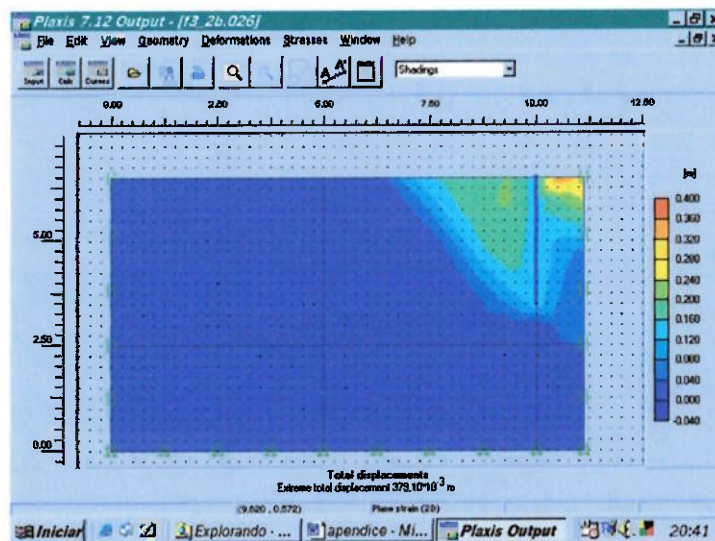 Plaxis 7.12 Output - [f3_2b.026]
File Edit View Geometry Deformations Stresses Window Help
Input Calc Curves Shadings
0.00 2.50 5.00 7.50 10.00 12.50
[m]
0.400
0.360
0.320
0.280
0.240
0.200
0.160
0.120
0.080
0.040
0.000
-0.040
5.00
2.50
0.00
Total displacements
Extreme total displacement 379.10*10-3 m
(9,620 , 0,572) Plane strain (2D)
Iniciar Explorando - ... apendice - Mi... Plaxis Output 20:41